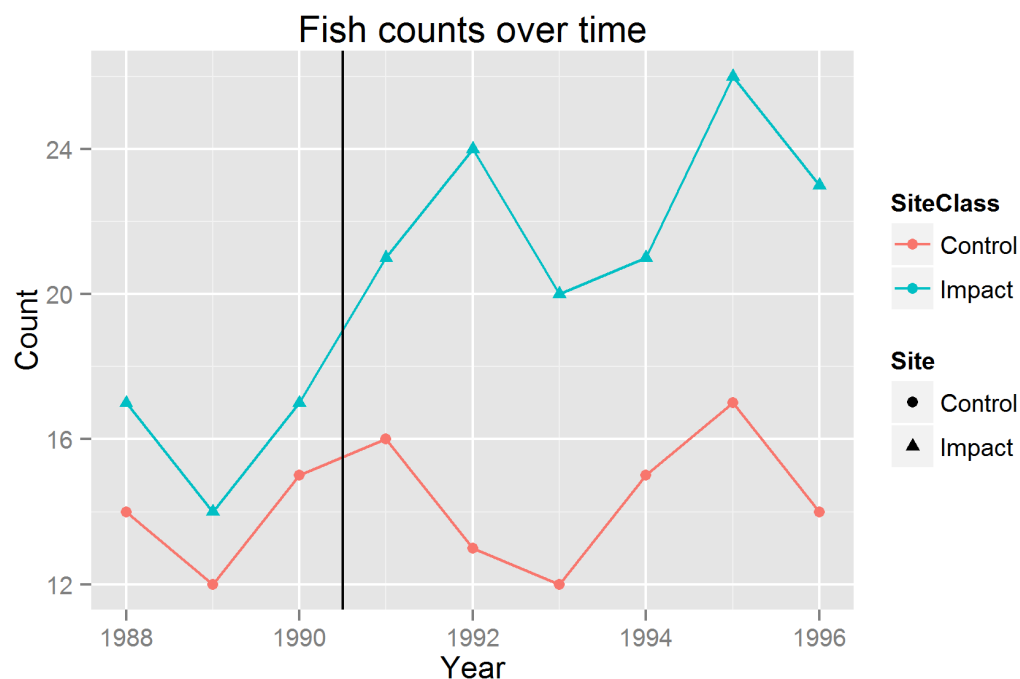 Fish counts over time
24
20
16
12
Count
1988 1990 1992 1994 1996
Year
SiteClass
Control
Impact
Site
Control
Impact